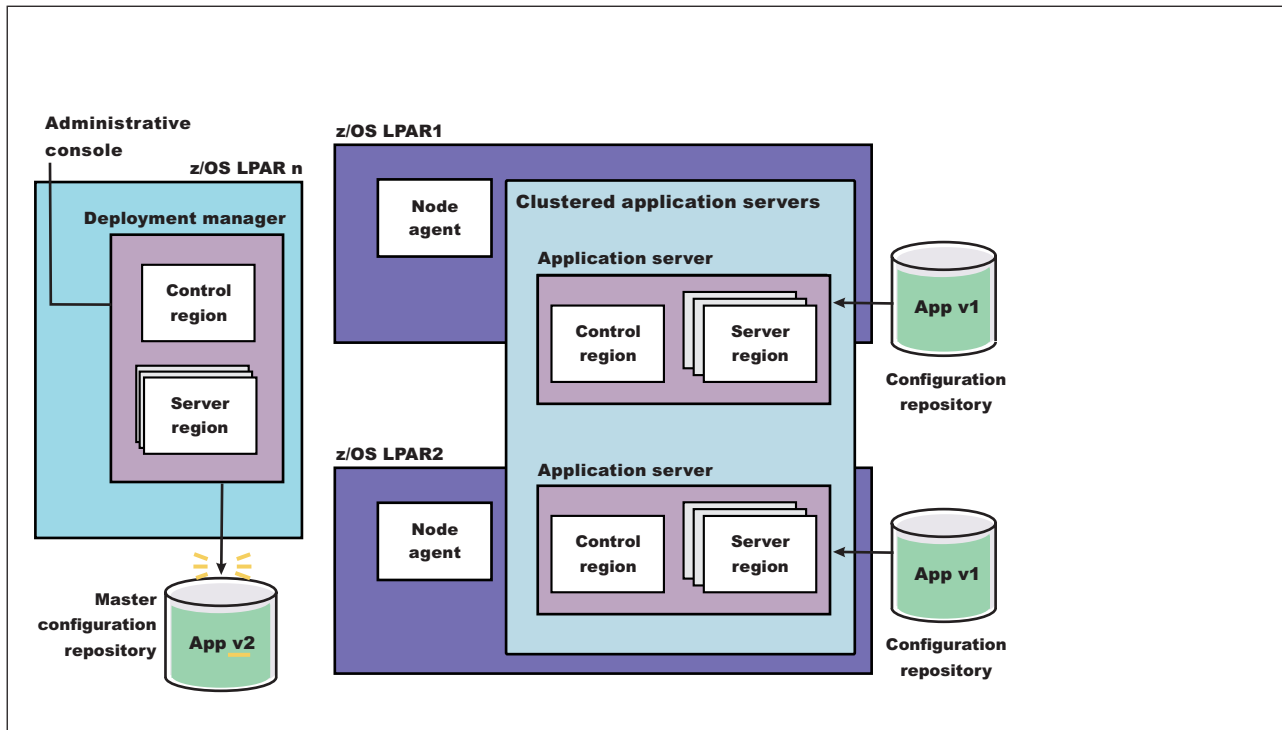 Administrative
console
z/OS LPAR n
Deployment manager
Control
region
Server
region
Master
configuration
repository
App v2
z/OS LPAR1
Node
agent
Clustered application servers
Application server
Control
region
Server
region
App v1
Configuration
repository
z/OS LPAR2
Node
agent
Application server
Control
region
Server
region
App v1
Configuration
repository